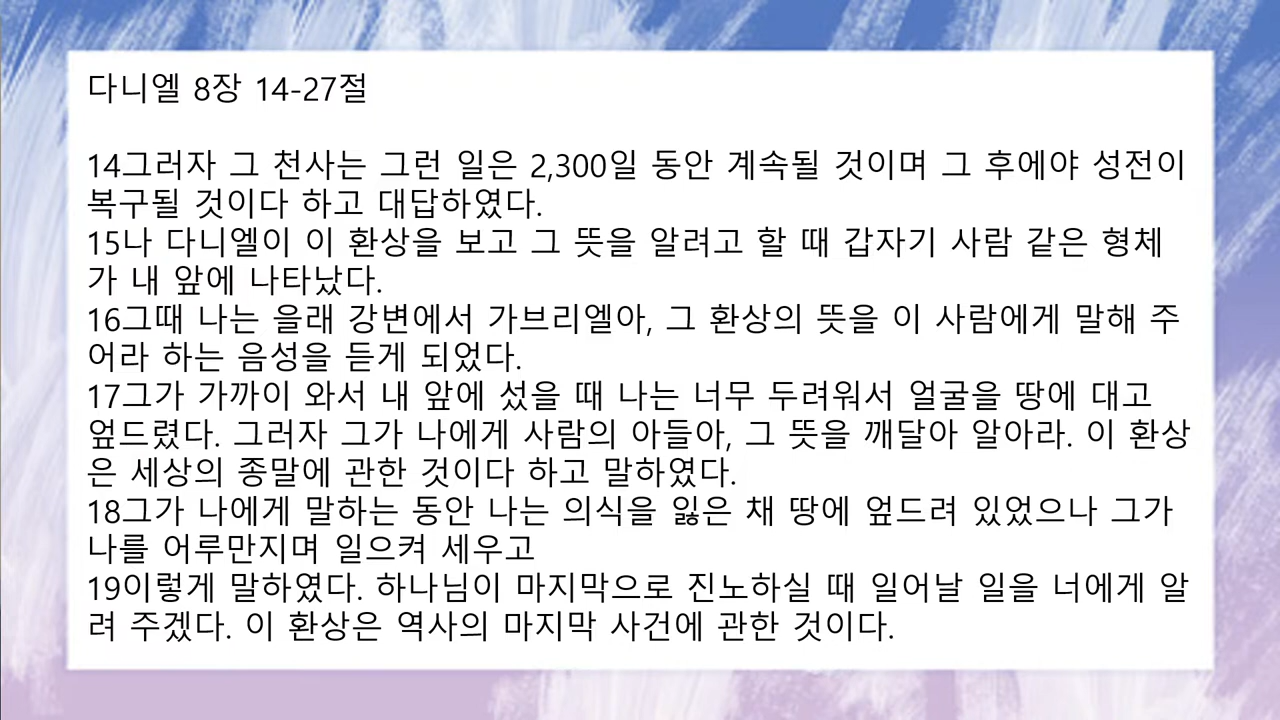 다니엘 8장 14-27절
14그러자 그 천사는 그런 일은 2,300일 동안 계속될 것이며 그 후에야 성전이
복구될 것이다 하고 대답하였다.
15나 다니엘이 이 환상을 보고 그 뜻을 알려고 할 때 갑자기 사람 같은 형체
가 내 앞에 나타났다.
16그때 나는 을래 강변에서 가브리엘아, 그 환상의 뜻을 이 사람에게 말해 주
어라 하는 음성을 듣게 되었다.
17그가 가까이 와서 내 앞에 섰을 때 나는 너무 두려워서 얼굴을 땅에 대고
엎드렸다. 그러자 그가 나에게 사람의 아들아, 그 뜻을 깨달아 알아라. 이 환상
은 세상의 종말에 관한 것이다 하고 말하였다.
18그가 나에게 말하는 동안 나는 의식을 잃은 채 땅에 엎드려 있었으나 그가
나를 어루만지며 일으켜 세우고
19이렇게 말하였다. 하나님이 마지막으로 진노하실 때 일어날 일을 너에게 알
려 주겠다. 이 환상은 역사의 마지막 사건에 관한 것이다.